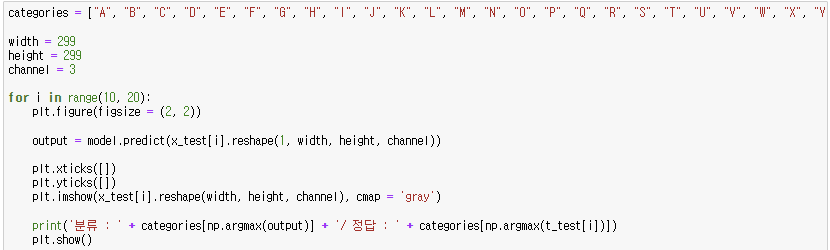 categories = ["A", "B", "C", "D", "E", "F", "G", "H", "I", "J", "K", "L", "M", "N", "O", "P", "Q", "R", "S", "T", "U", "V", "W", "X", "Y
width = 299
height = 299
channel = 3
for i in range(10, 20):
    plt.figure(figsize = (2, 2))
    output = model.predict(x_test[i].reshape(1, width, height, channel))
    plt.xticks([])
    plt.yticks([])
    plt.imshow(x_test[i].reshape(width, height, channel), cmap = 'gray')
    print('분류 : ' + categories[np.argmax(output)] + '/ 정답 : ' + categories[np.argmax(t_test[i])])
    plt.show()